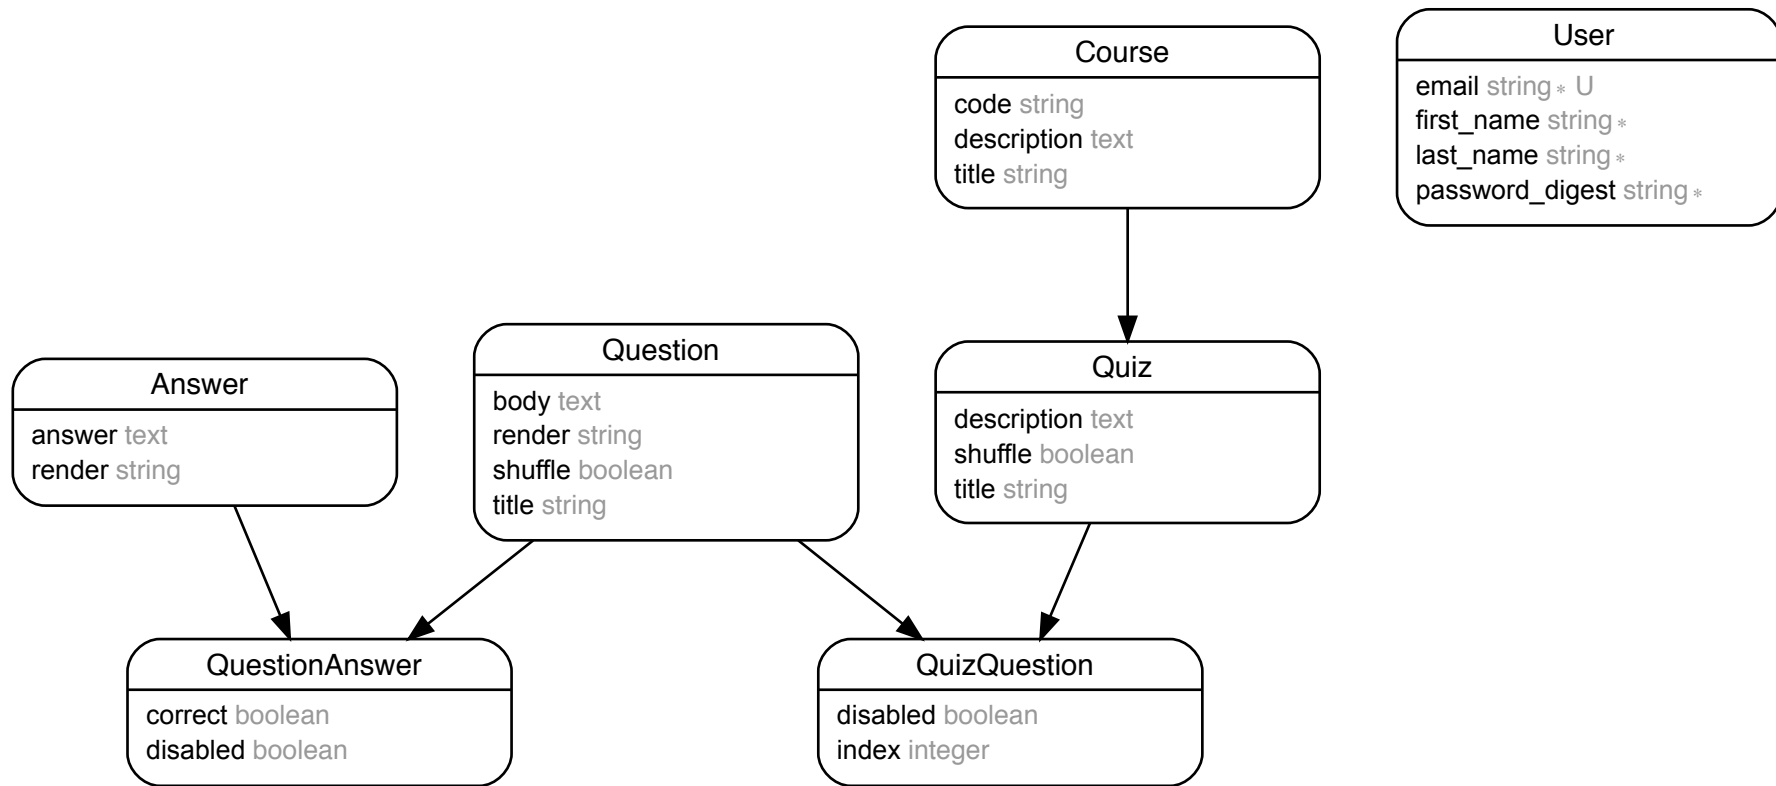 Course
code string
description text
title string
User
email string* U
first_name string*
last_name string*
password_digest string*
Answer
answer text
render string
Question
body text
render string
shuffle boolean
title string
Quiz
description text
shuffle boolean
title string
QuestionAnswer
correct boolean
disabled boolean
QuizQuestion
disabled boolean
index integer